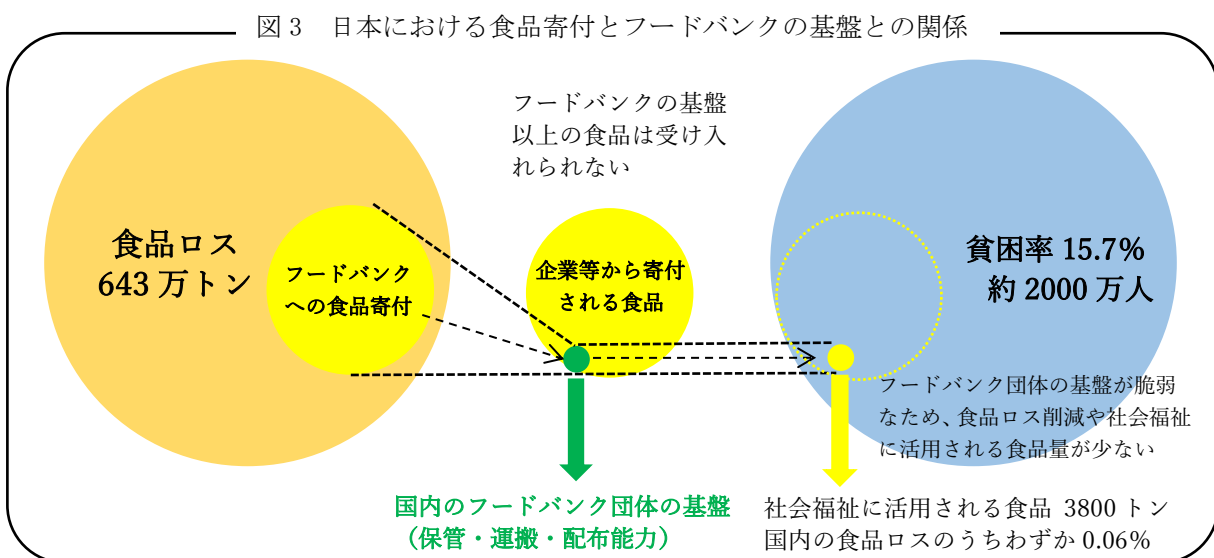 図3 日本における食品寄付とフードバンクの基盤との関係
フードバンクの基盤
以上の食品は受け入
れられない
食品ロス
643万トン
フードバンク
への食品寄付
企業等から寄付
される食品
貧困率 15.7%
約 2000 万人
フードバンク団体の基盤が脆弱
なため、食品ロス削減や社会福祉
に活用される食品量が少ない
国内のフードバンク団体の基盤
（保管・運搬・配布能力）
社会福祉に活用される食品 3800 トン
国内の食品ロスのうちわずか 0.06%